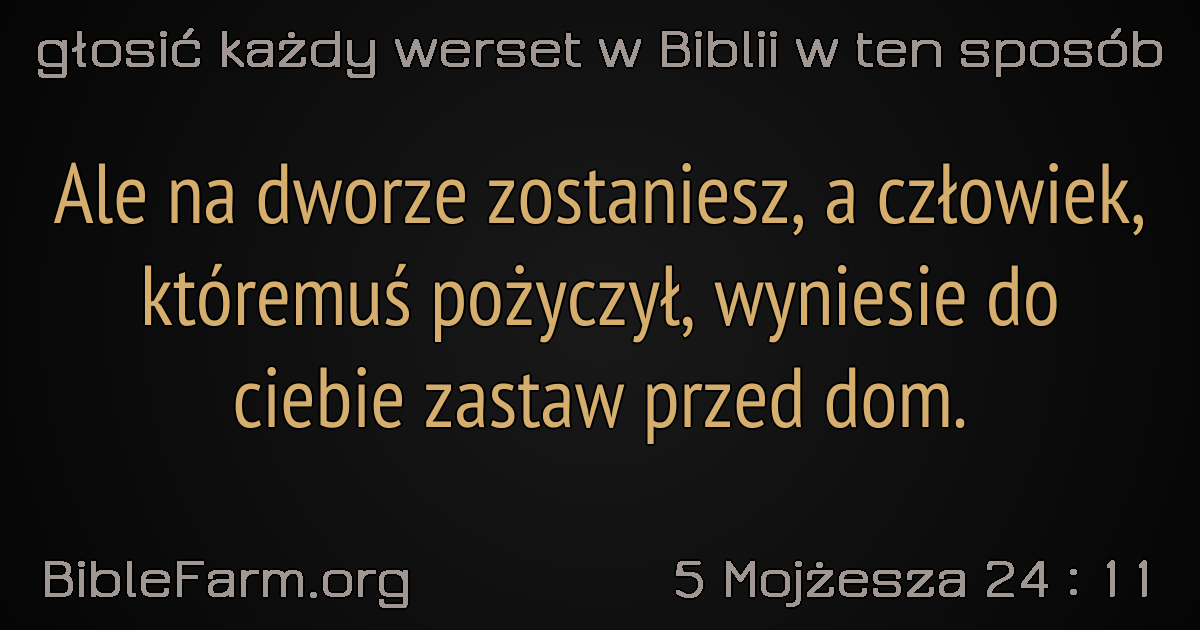 głosić każdy werset w Biblii w ten sposób
Ale na dworze zostaniesz, a człowiek,
któremuś pożyczył, wyniesie do
ciebie zastaw przed dom.
BibleFarm.org
5 Mojżesza 24 : 11